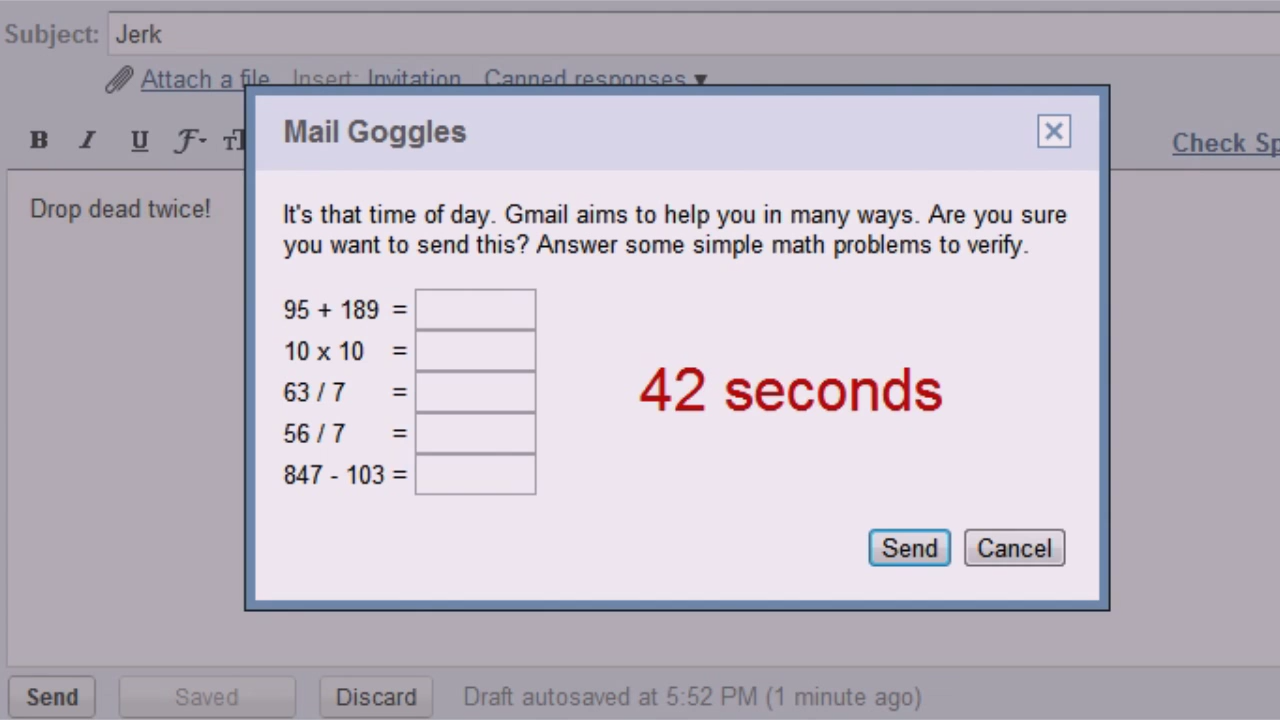 Subject: Jerk
Attach a file Insert: Invitation Canned responses ▼
B I U F T Check Sp
Mail Goggles
Drop dead twice!
It's that time of day. Gmail aims to help you in many ways. Are you sure
you want to send this? Answer some simple math problems to verify.
95 + 189 =
10 x 10 =
63 / 7 =
56 / 7 =
847 - 103 =
42 seconds
Send Cancel
Send Saved Discard Draft autosaved at 5:52 PM (1 minute ago)